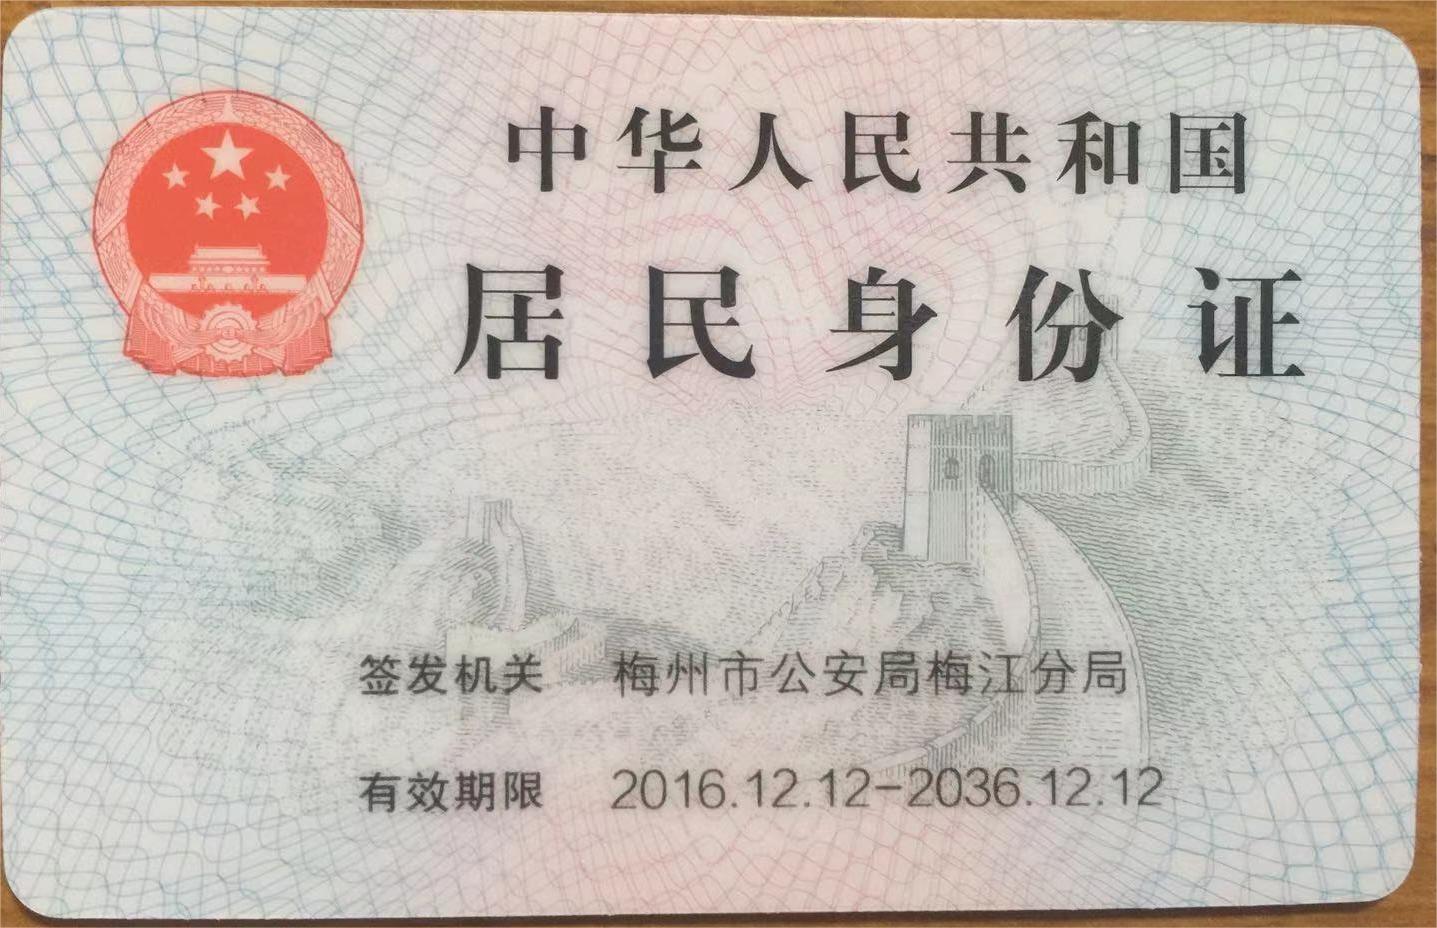 中华人民共和国
居民身份证
签发机关 梅州市公安局梅江分局
有效期限 2016.12.12-2036.12.12